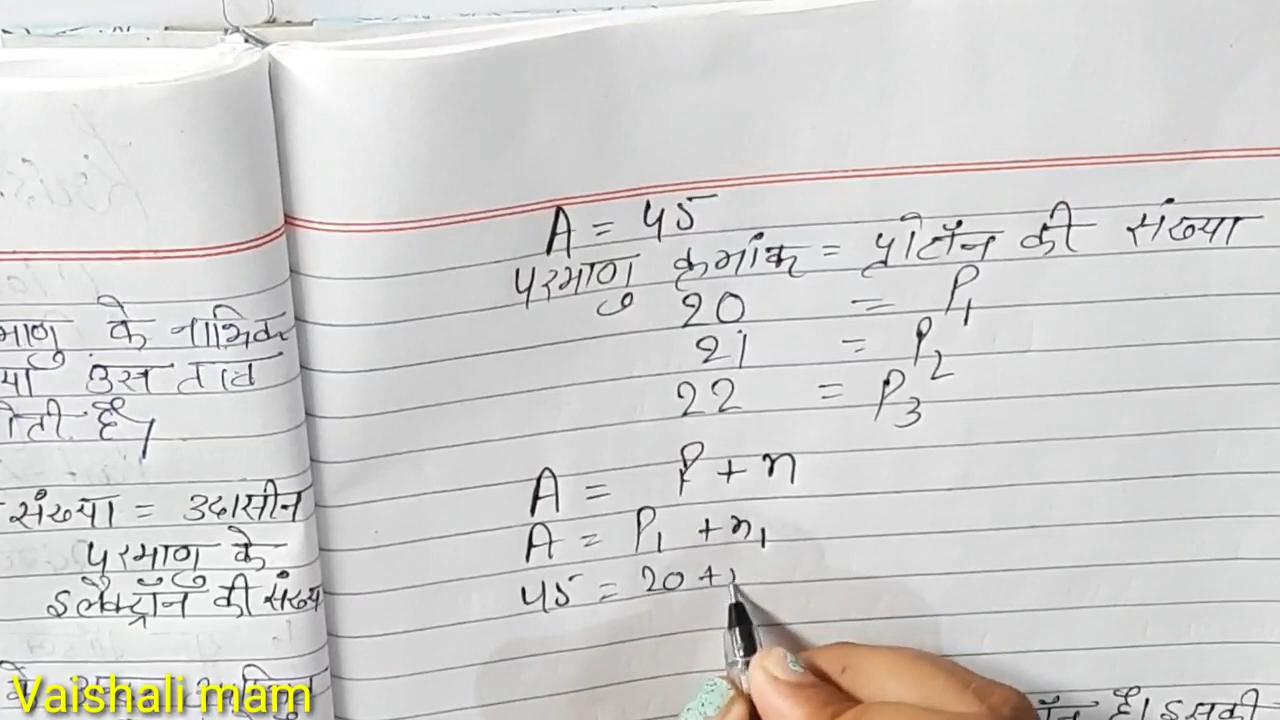 के नाभिक
उस तत्व
है।
संख्या = उदासीन
परमाणु के
इलेक्ट्रॉन की संख्या
A = 45
परमाणु क्रमांक = प्रोटॉन की संख्या
20 = P₁
21 = P₂
22 = P₃
A = P + n
A = P₁ + n₁
45 = 20 +
है। इसकी
Vaishali mam